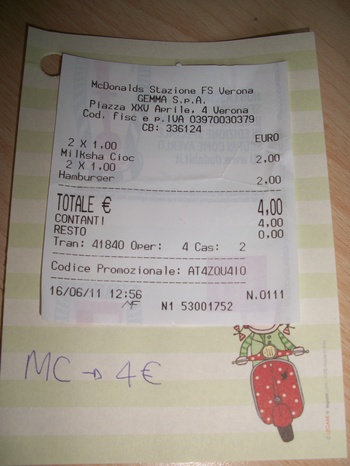 McDonalds Stazione FS Verona
GEMMA S.p.A.
Piazza XXV Aprile, 4 Verona
Cod. fisc e p.IVA 03970030379
CB: 336124
EURO
2 X 1.00
Milksha Cioc 2.00
2 X 1.00
Hamburger 2.00
TOTALE € 4,00
CONTANTI 4.00
RESTO 0.00
Tran: 41840 Oper: 4 Cas: 2
Codice Promozionale: AT4Z0U4I0
16/06/11 12:56 N.0111
MF N1 53001752
MC → 4 €